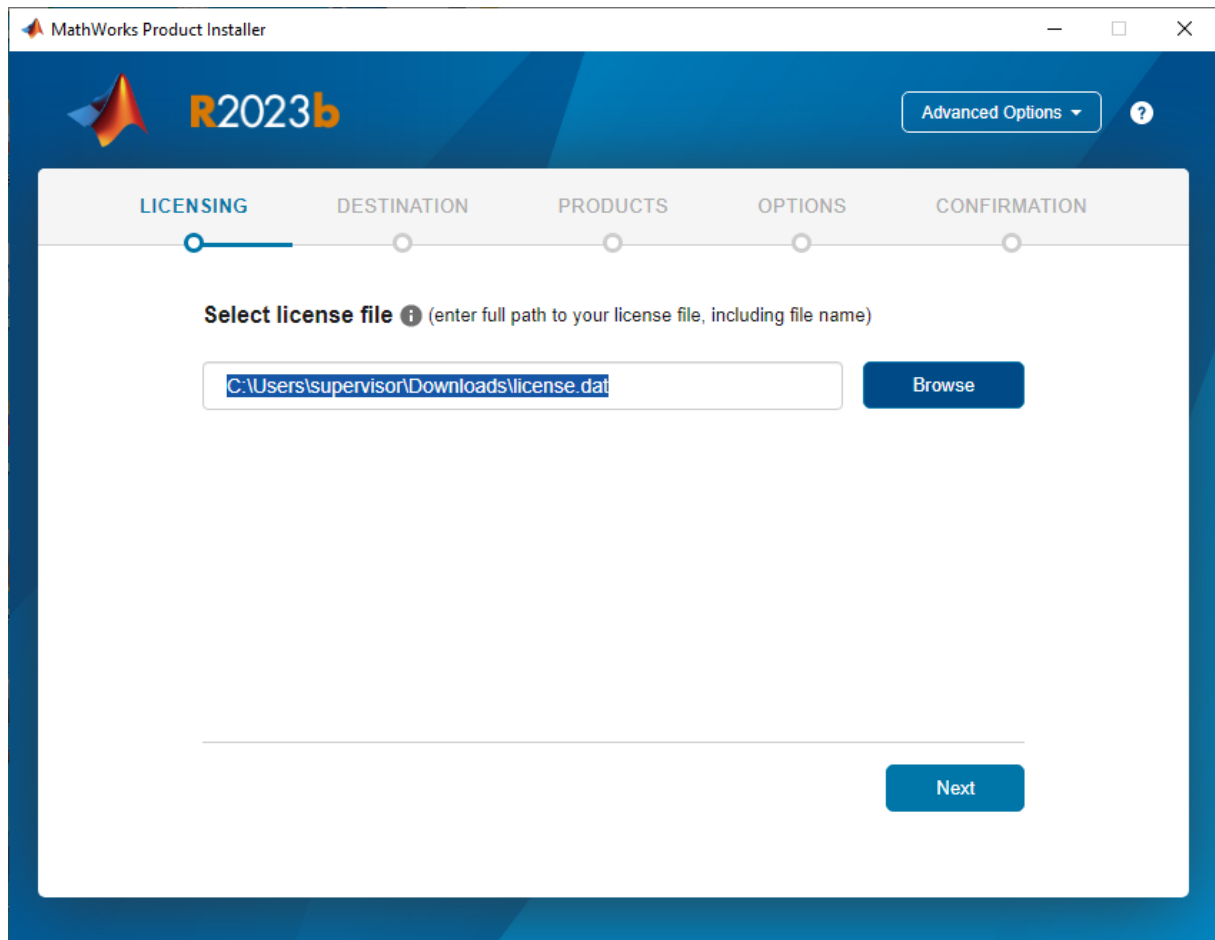 MathWorks Product Installer
R2023b
Advanced Options
?
LICENSING DESTINATION PRODUCTS OPTIONS CONFIRMATION
Select license file i (enter full path to your license file, including file name)
C:\Users\supervisor\Downloads\license.dat Browse
Next